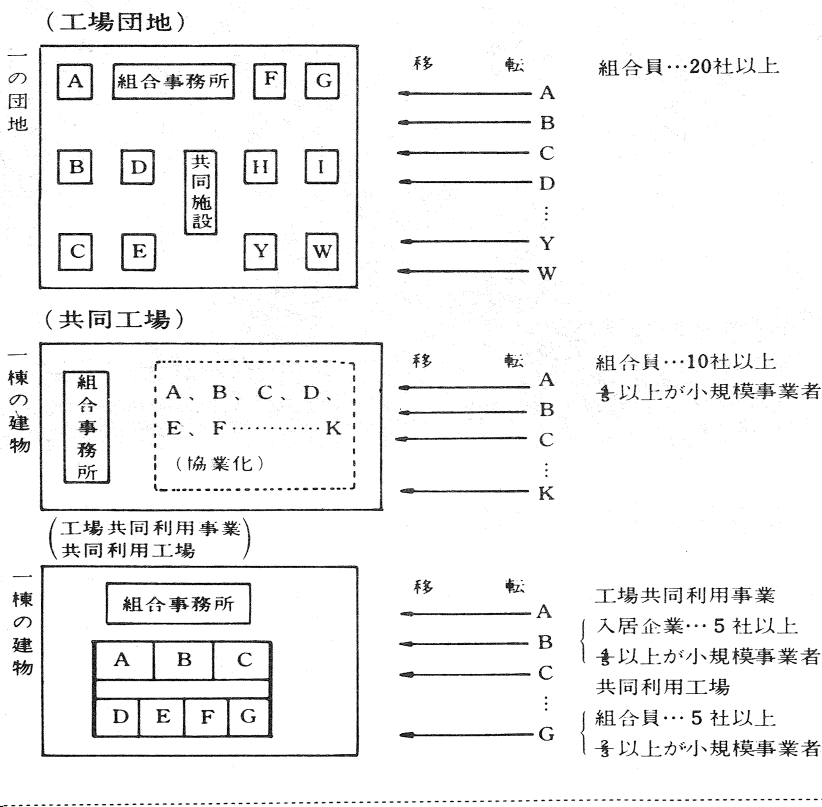 (工場団地)
一の団地
A
組合事務所
F
G
B
D
共同施設
H
I
C
E
Y
W
移 転
A
B
C
D
⋮
Y
W
組合員…20社以上
(共同工場)
一棟の建物
組合事務所
A、B、C、D、
E、F…………K
(協業化)
移 転
A
B
C
⋮
K
組合員…10社以上
⅘以上が小規模事業者
(工場共同利用事業
共同利用工場)
一棟の建物
組合事務所
A B C
D E F G
移 転
A
B
C
⋮
G
工場共同利用事業
入居企業…5社以上
⅘以上が小規模事業者
共同利用工場
組合員…5社以上
⅔以上が小規模事業者